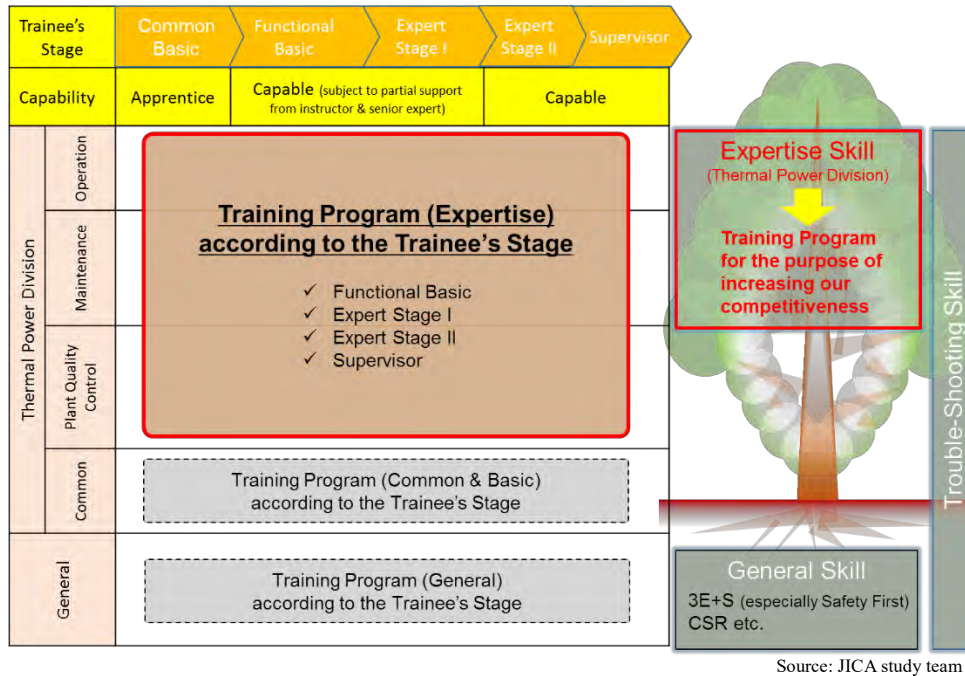 Trainee's
Stage
Common
Basic
Functional
Basic
Expert
Stage I
Expert
Stage II
Supervisor
Capability
Apprentice
Capable (subject to partial support
from instructor & senior expert)
Capable
Thermal Power Division
Operation
Maintenance
Plant Quality
Control
Common
General
Training Program (Expertise)
according to the Trainee's Stage
✓ Functional Basic
✓ Expert Stage I
✓ Expert Stage II
✓ Supervisor
Training Program (Common & Basic)
according to the Trainee's Stage
Training Program (General)
according to the Trainee's Stage
Expertise Skill
(Thermal Power Division)
Training Program
for the purpose of
increasing our
competitiveness
Trouble-Shooting Skill
General Skill
3E+S (especially Safety First)
CSR etc.
Source: JICA study team